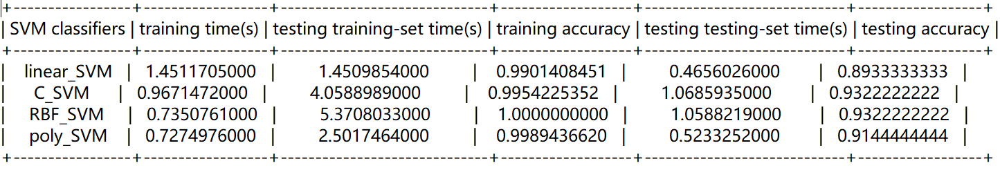 +-----------------+-----------------+----------------------------+------------------+---------------------------+------------------+
| SVM classifiers | training time(s) | testing training-set time(s) | training accuracy | testing testing-set time(s) | testing accuracy |
+-----------------+-----------------+----------------------------+------------------+---------------------------+------------------+
| linear_SVM | 1.4511705000 | 1.4509854000 | 0.9901408451 | 0.4656026000 | 0.8933333333 |
| C_SVM | 0.9671472000 | 4.0588989000 | 0.9954225352 | 1.0685935000 | 0.9322222222 |
| RBF_SVM | 0.7350761000 | 5.3708033000 | 1.0000000000 | 1.0588219000 | 0.9322222222 |
| poly_SVM | 0.7274976000 | 2.5017464000 | 0.9989436620 | 0.5233252000 | 0.9144444444 |
+-----------------+-----------------+----------------------------+------------------+---------------------------+------------------+